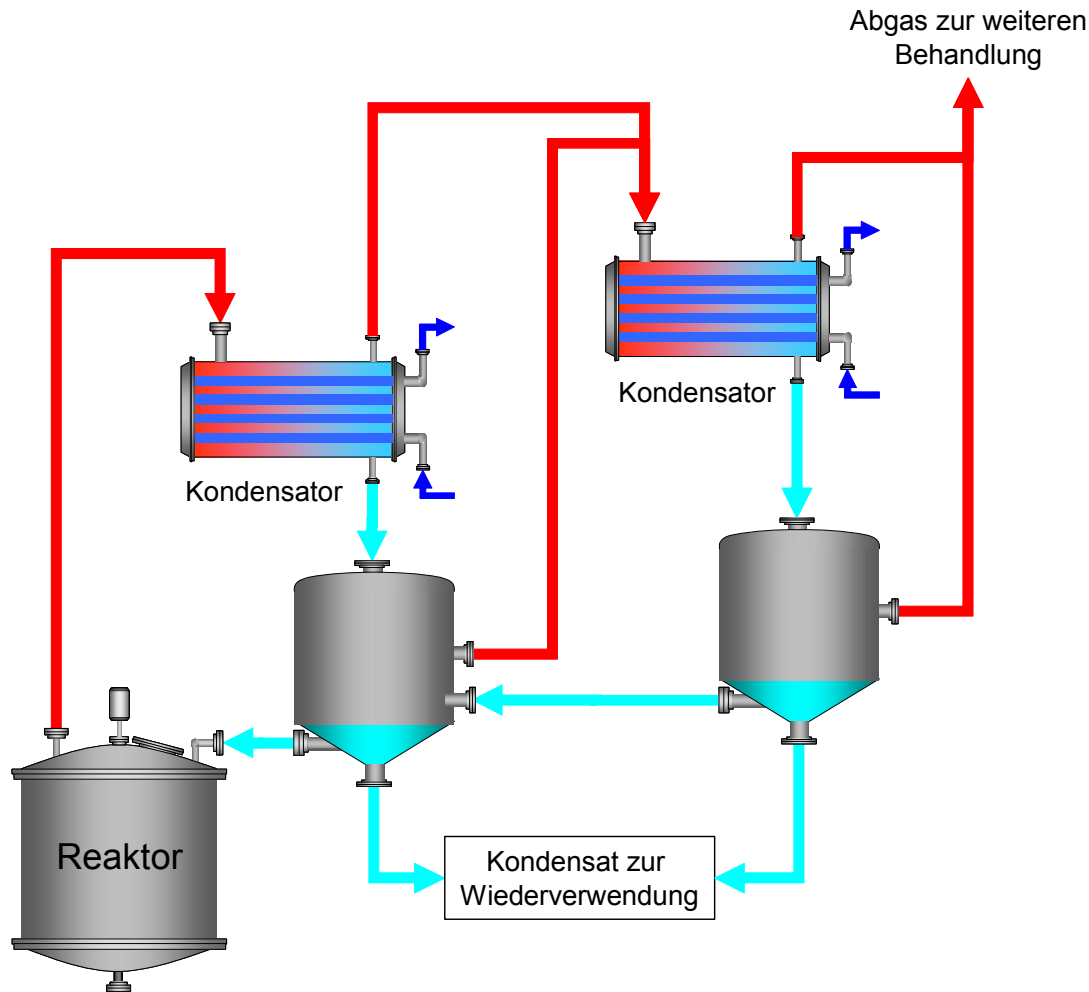 Abgas zur weiteren
Behandlung
Kondensator
Kondensator
Reaktor
Kondensat zur
Wiederverwendung